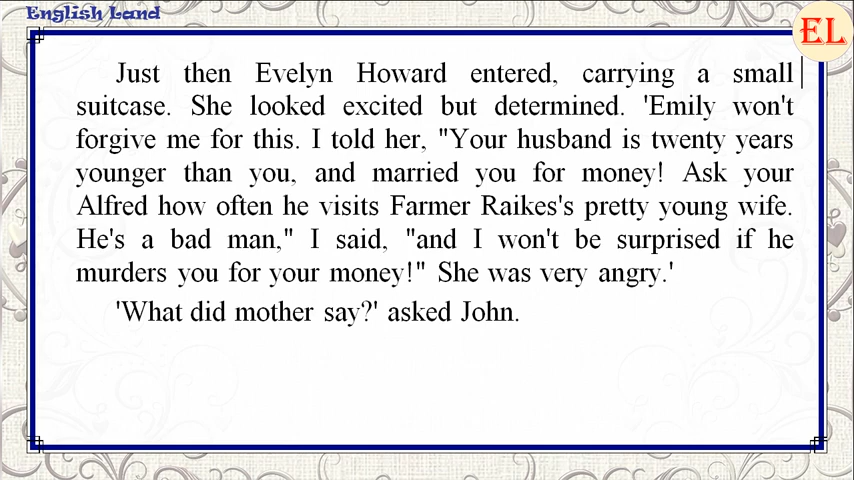 English Land
EL
Just then Evelyn Howard entered, carrying a small
suitcase. She looked excited but determined. 'Emily won't
forgive me for this. I told her, "Your husband is twenty years
younger than you, and married you for money! Ask your
Alfred how often he visits Farmer Raikes's pretty young wife.
He's a bad man," I said, "and I won't be surprised if he
murders you for your money!" She was very angry.'
'What did mother say?' asked John.